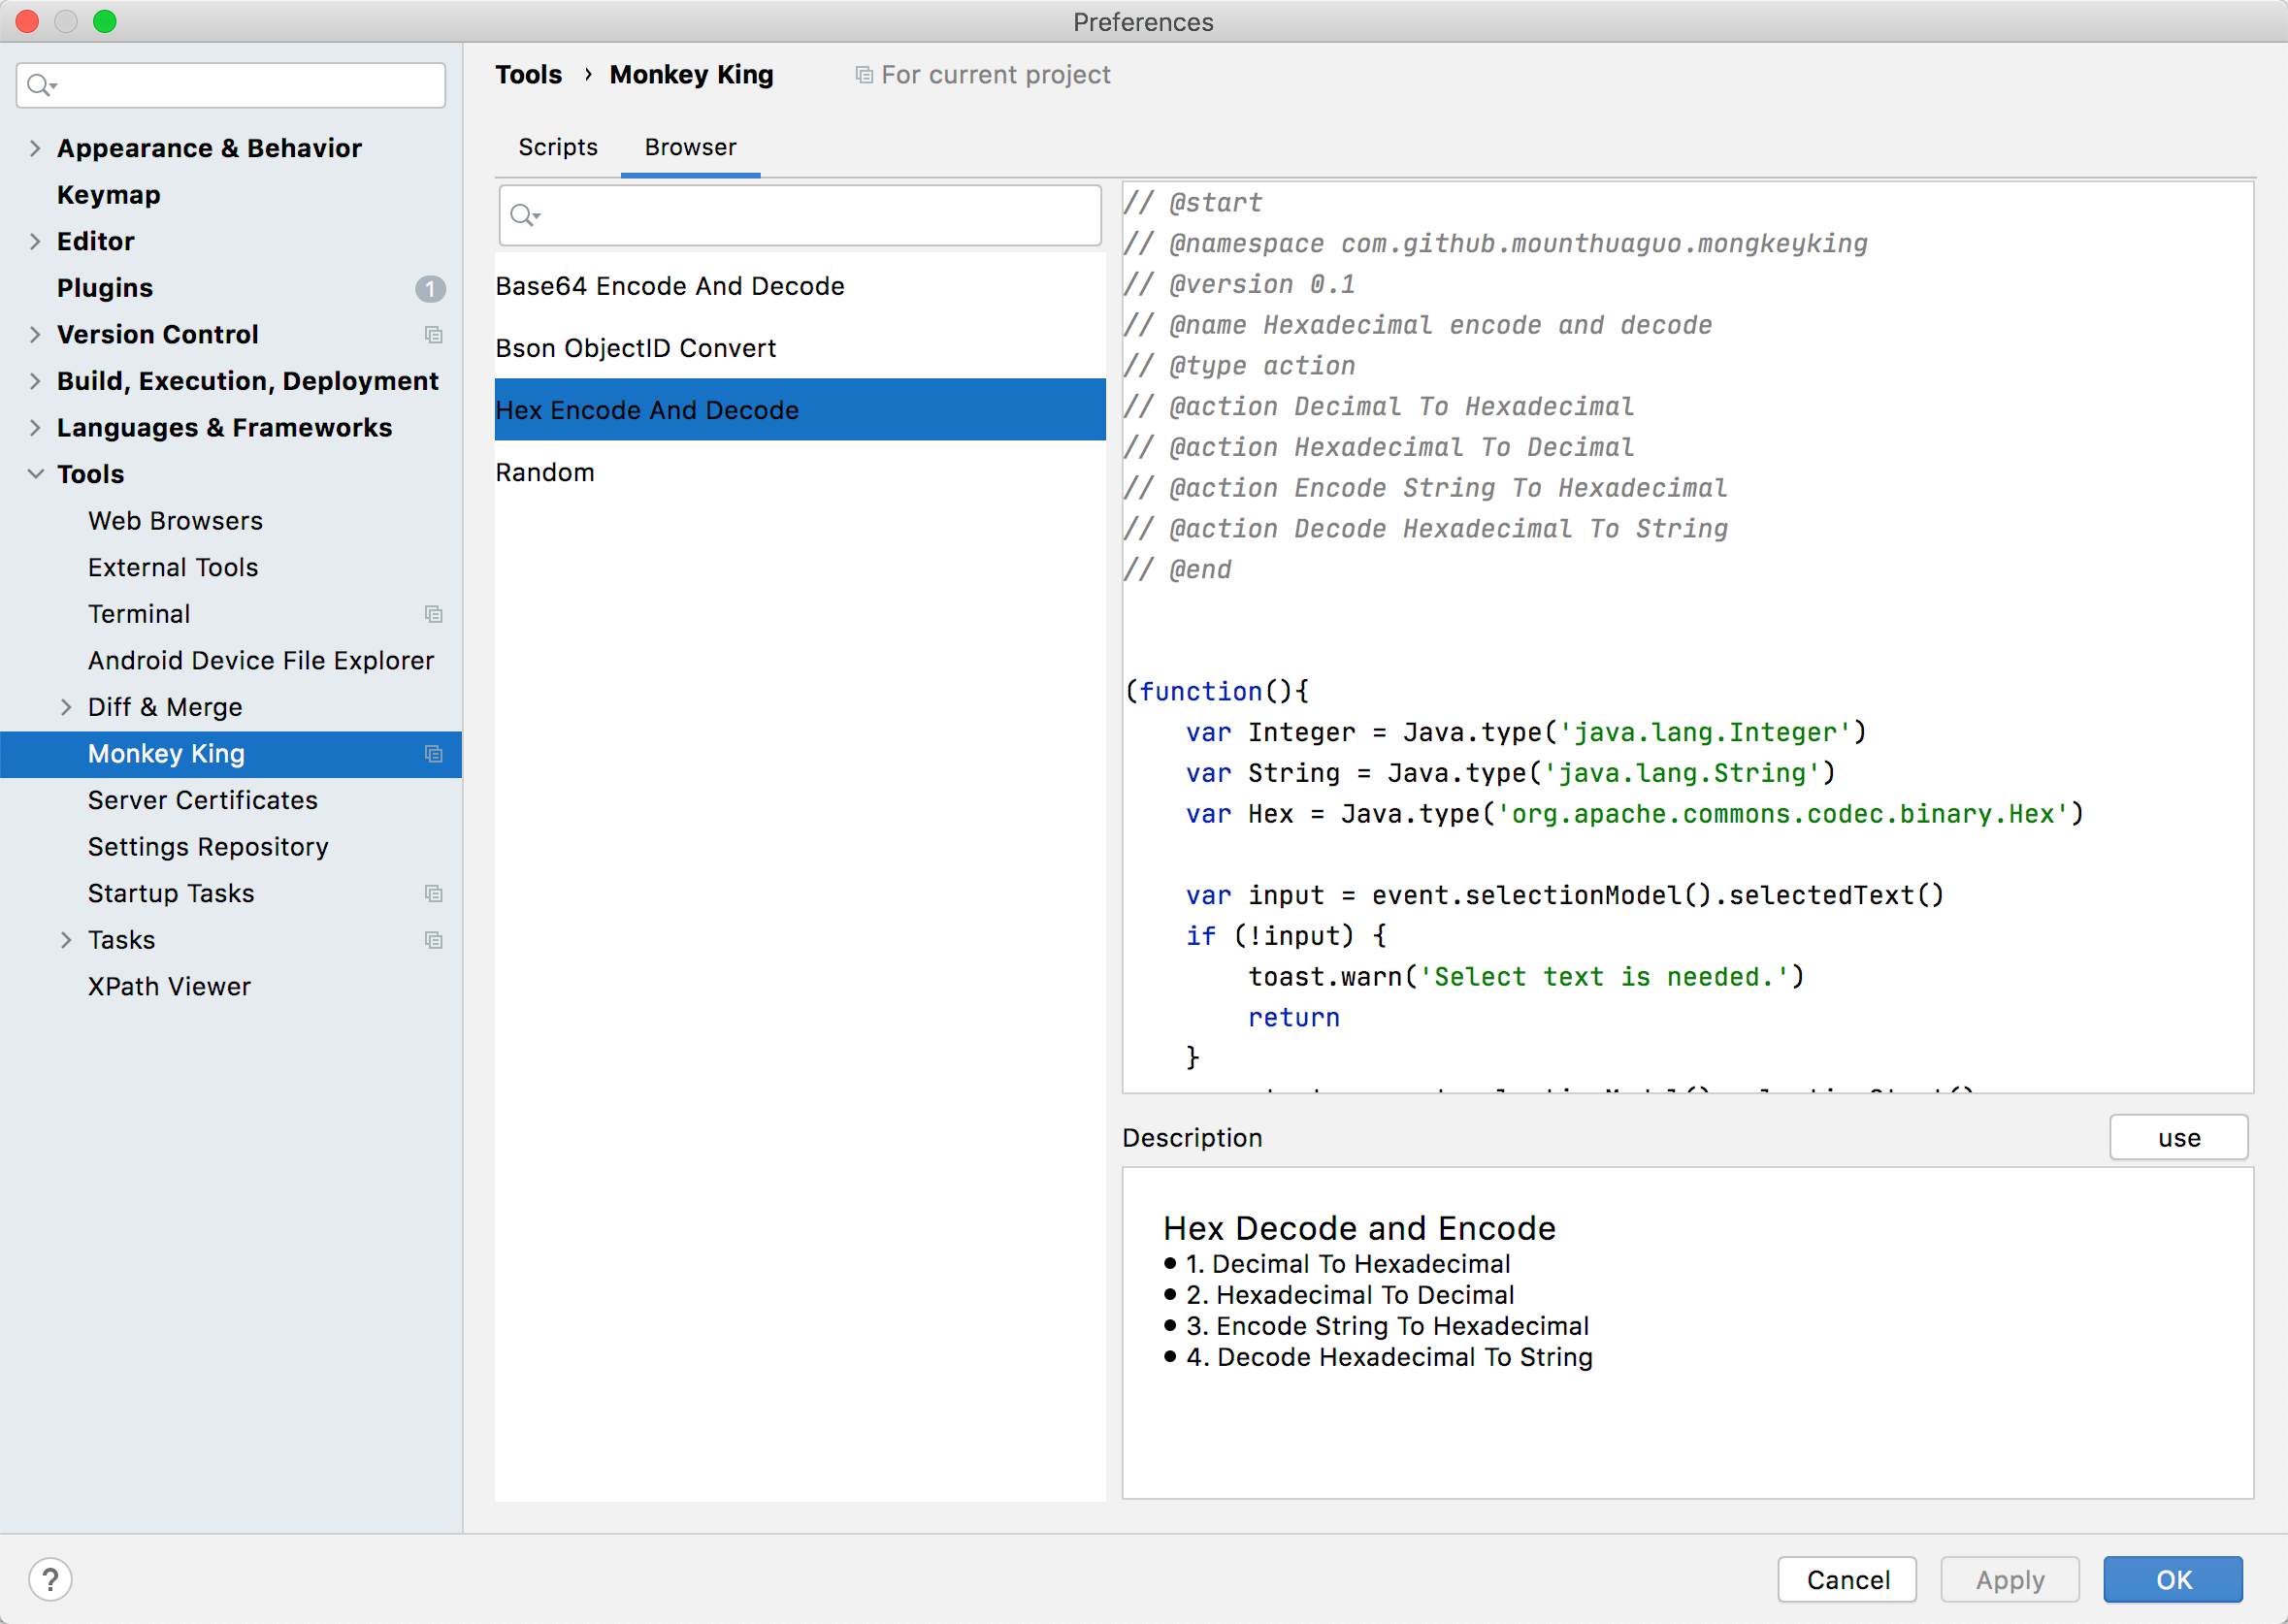 Preferences
Appearance & Behavior
Keymap
Editor
Plugins 1
Version Control
Build, Execution, Deployment
Languages & Frameworks
Tools
Web Browsers
External Tools
Terminal
Android Device File Explorer
Diff & Merge
Monkey King
Server Certificates
Settings Repository
Startup Tasks
Tasks
XPath Viewer
Tools › Monkey King For current project
Scripts Browser
Base64 Encode And Decode
Bson ObjectID Convert
Hex Encode And Decode
Random
// @start
// @namespace com.github.mounthuaguo.mongkeyking
// @version 0.1
// @name Hexadecimal encode and decode
// @type action
// @action Decimal To Hexadecimal
// @action Hexadecimal To Decimal
// @action Encode String To Hexadecimal
// @action Decode Hexadecimal To String
// @end
(function(){
var Integer = Java.type('java.lang.Integer')
var String = Java.type('java.lang.String')
var Hex = Java.type('org.apache.commons.codec.binary.Hex')
var input = event.selectionModel().selectedText()
if (!input) {
toast.warn('Select text is needed.')
return
}
Description use
Hex Decode and Encode
• 1. Decimal To Hexadecimal
• 2. Hexadecimal To Decimal
• 3. Encode String To Hexadecimal
• 4. Decode Hexadecimal To String
? Cancel Apply OK